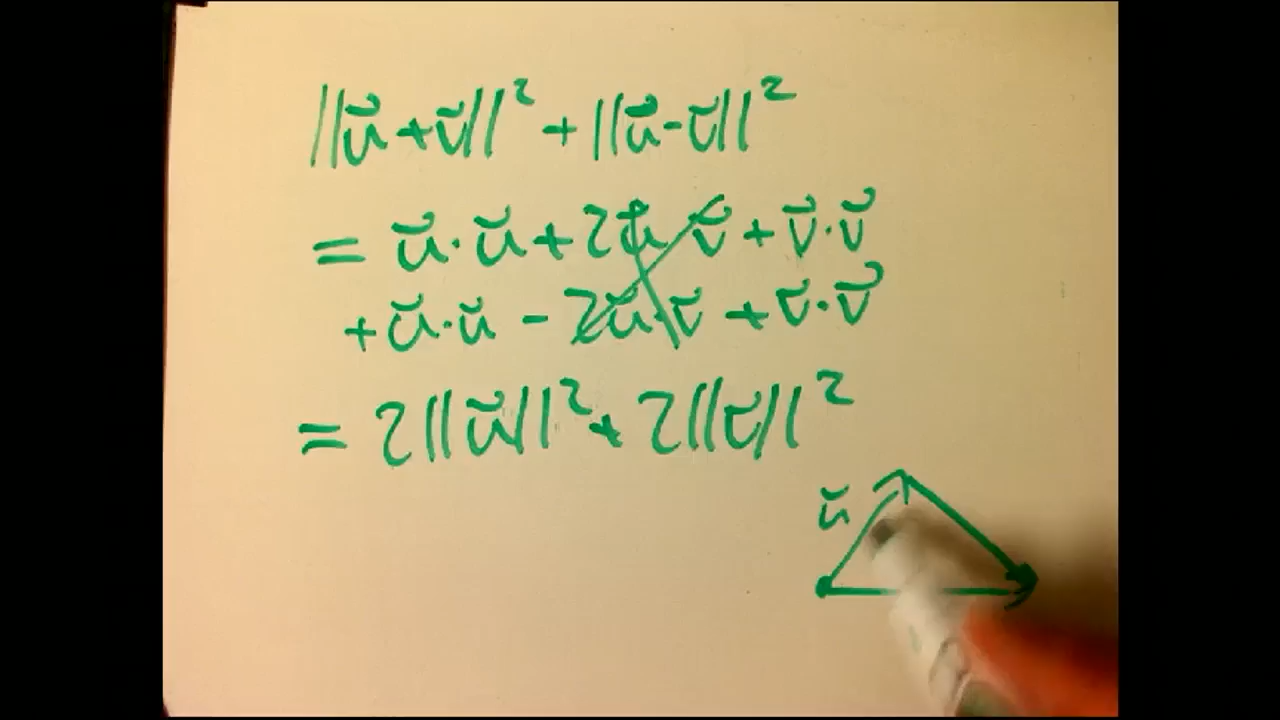 ||u⃗ + v⃗||² + ||u⃗ - v⃗||²
= u⃗·u⃗ + 2u⃗·v⃗ + v⃗·v⃗
+ u⃗·u⃗ - 2u⃗·v⃗ + v⃗·v⃗
= 2||u⃗||² + 2||v⃗||²
u⃗